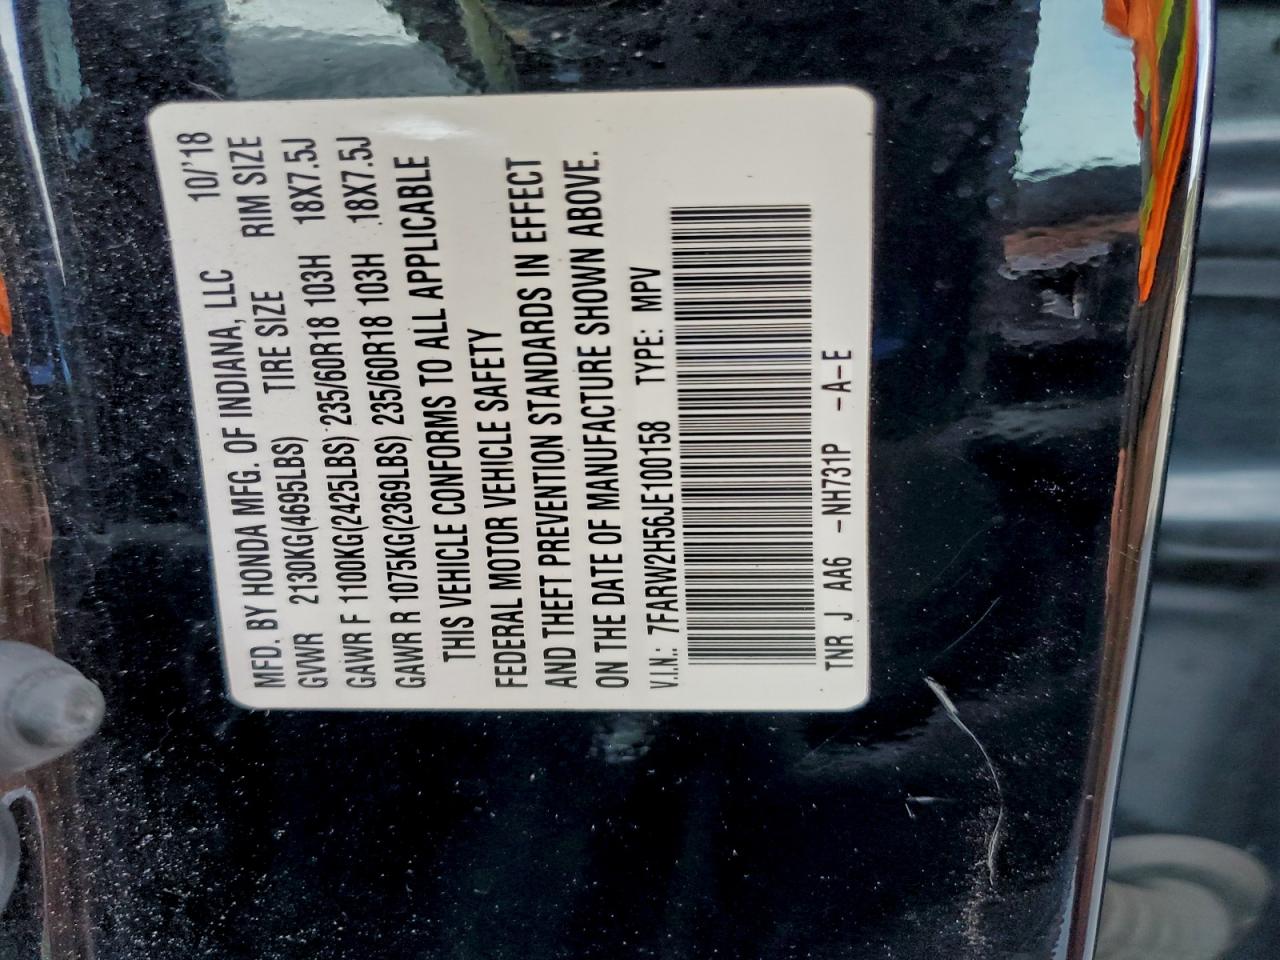 MFD. BY HONDA MFG. OF INDIANA, LLC 10/'18
GVWR 2130KG(4695LBS) TIRE SIZE RIM SIZE
GAWR F 1100KG(2425LBS) 235/60R18 103H 18X7.5J
GAWR R 1075KG(2369LBS) 235/60R18 103H 18X7.5J
THIS VEHICLE CONFORMS TO ALL APPLICABLE
FEDERAL MOTOR VEHICLE SAFETY
AND THEFT PREVENTION STANDARDS IN EFFECT
ON THE DATE OF MANUFACTURE SHOWN ABOVE.
V.I.N.: 7FARW2H56JE100158 TYPE: MPV
TNR J AA6 -NH731P -A-E